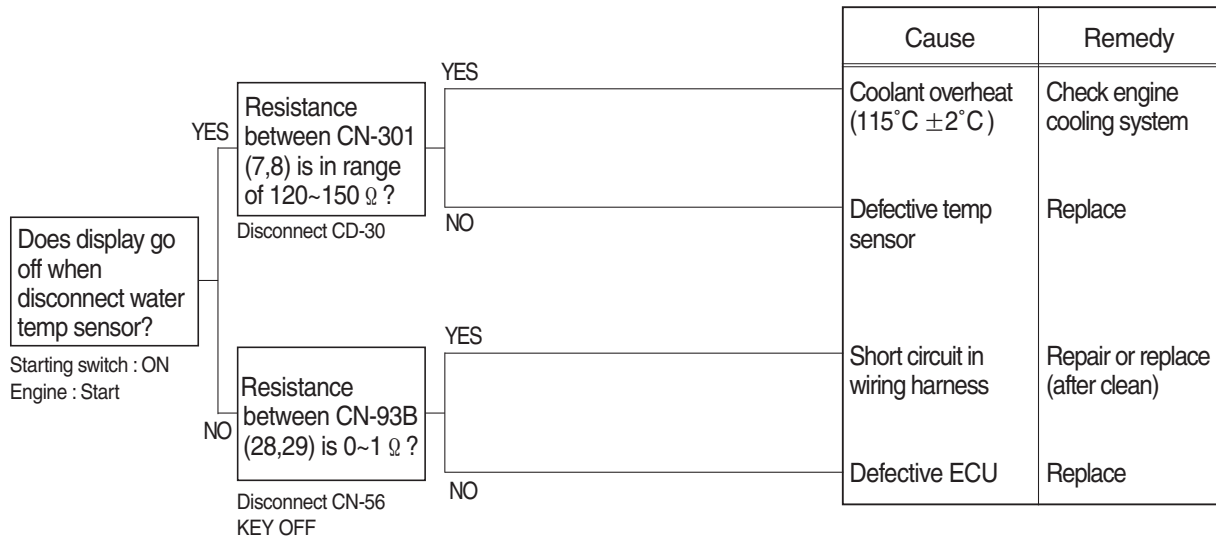 Does display go
off when
disconnect water
temp sensor?
Starting switch : ON
Engine : Start
YES
Resistance
between CN-301
(7,8) is in range
of 120~150 Ω ?
Disconnect CD-30
NO
Resistance
between CN-93B
(28,29) is 0~1 Ω ?
Disconnect CN-56
KEY OFF
YES
NO
YES
NO
Cause Remedy
Coolant overheat Check engine
(115˚C ±2˚C ) cooling system
Defective temp Replace
sensor
Short circuit in Repair or replace
wiring harness (after clean)
Defective ECU Replace